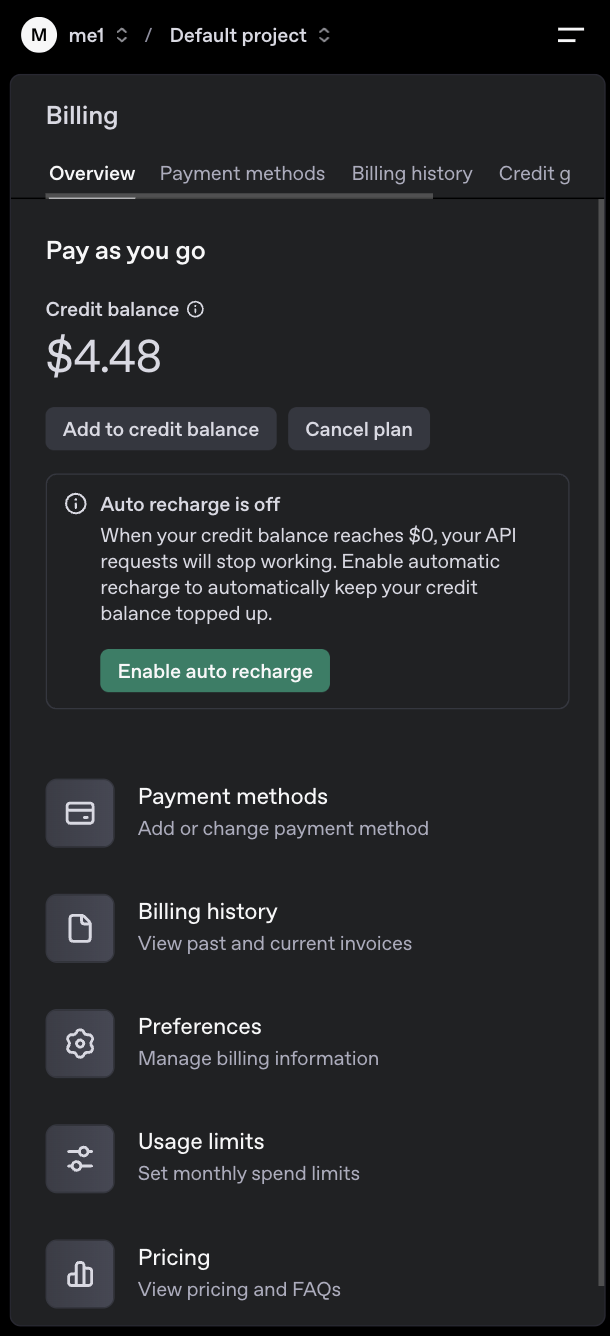 M me1 / Default project
Billing
Overview Payment methods Billing history Credit g
Pay as you go
Credit balance
$4.48
Add to credit balance Cancel plan
Auto recharge is off
When your credit balance reaches $0, your API
requests will stop working. Enable automatic
recharge to automatically keep your credit
balance topped up.
Enable auto recharge
Payment methods
Add or change payment method
Billing history
View past and current invoices
Preferences
Manage billing information
Usage limits
Set monthly spend limits
Pricing
View pricing and FAQs